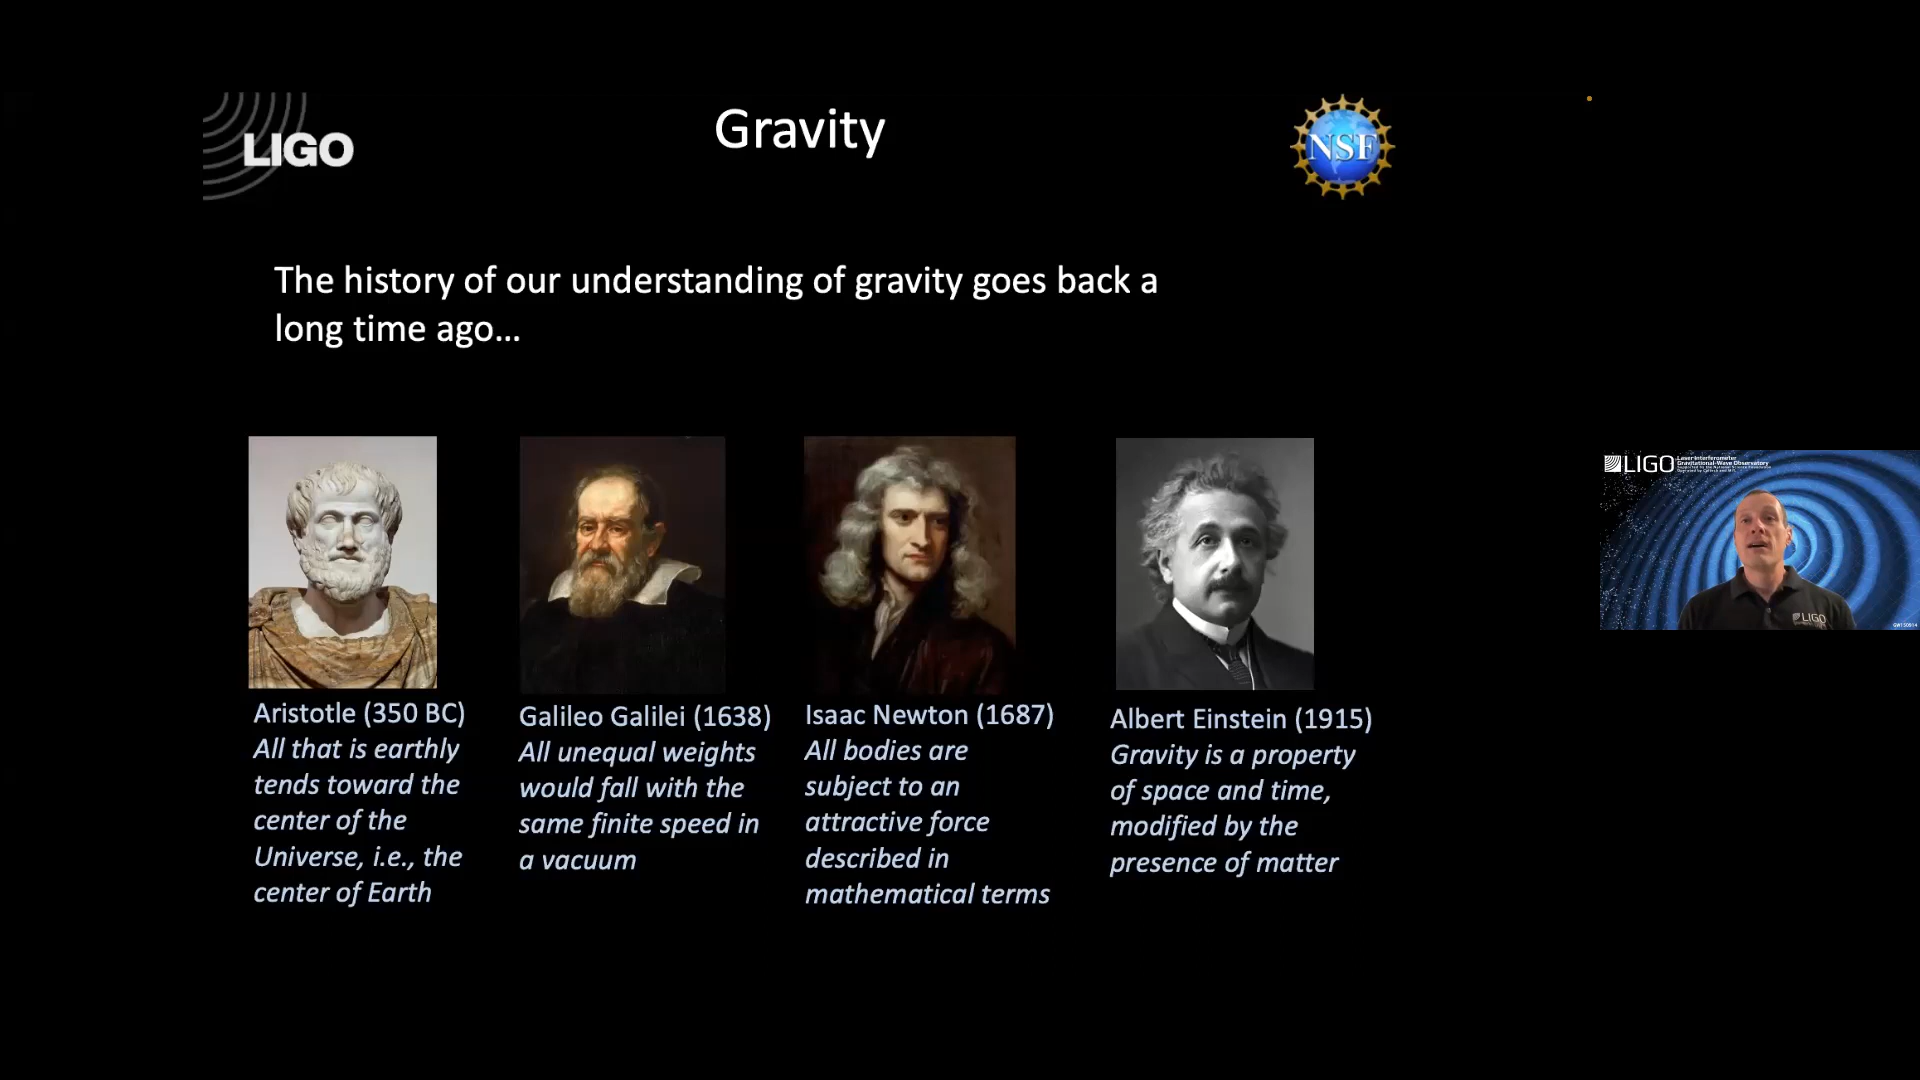 LIGO
Gravity
NSF
The history of our understanding of gravity goes back a
long time ago...
Aristotle (350 BC)
All that is earthly
tends toward the
center of the
Universe, i.e., the
center of Earth
Galileo Galilei (1638)
All unequal weights
would fall with the
same finite speed in
a vacuum
Isaac Newton (1687)
All bodies are
subject to an
attractive force
described in
mathematical terms
Albert Einstein (1915)
Gravity is a property
of space and time,
modified by the
presence of matter
LIGO
Laser Interferometer
Gravitational-Wave Observatory
LIGO
GW150914